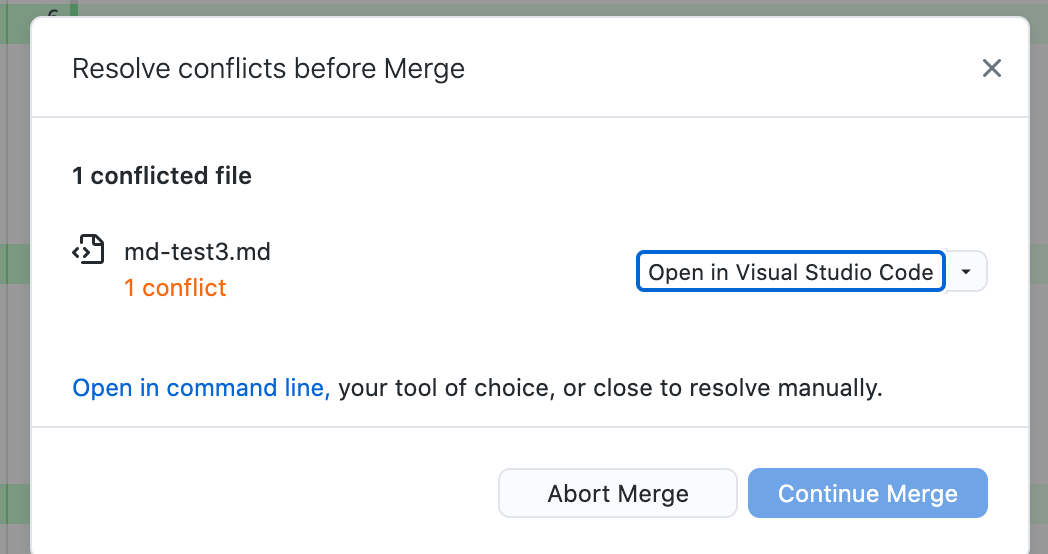 Resolve conflicts before Merge
1 conflicted file
md-test3.md
1 conflict
Open in Visual Studio Code
Open in command line, your tool of choice, or close to resolve manually.
Abort Merge
Continue Merge